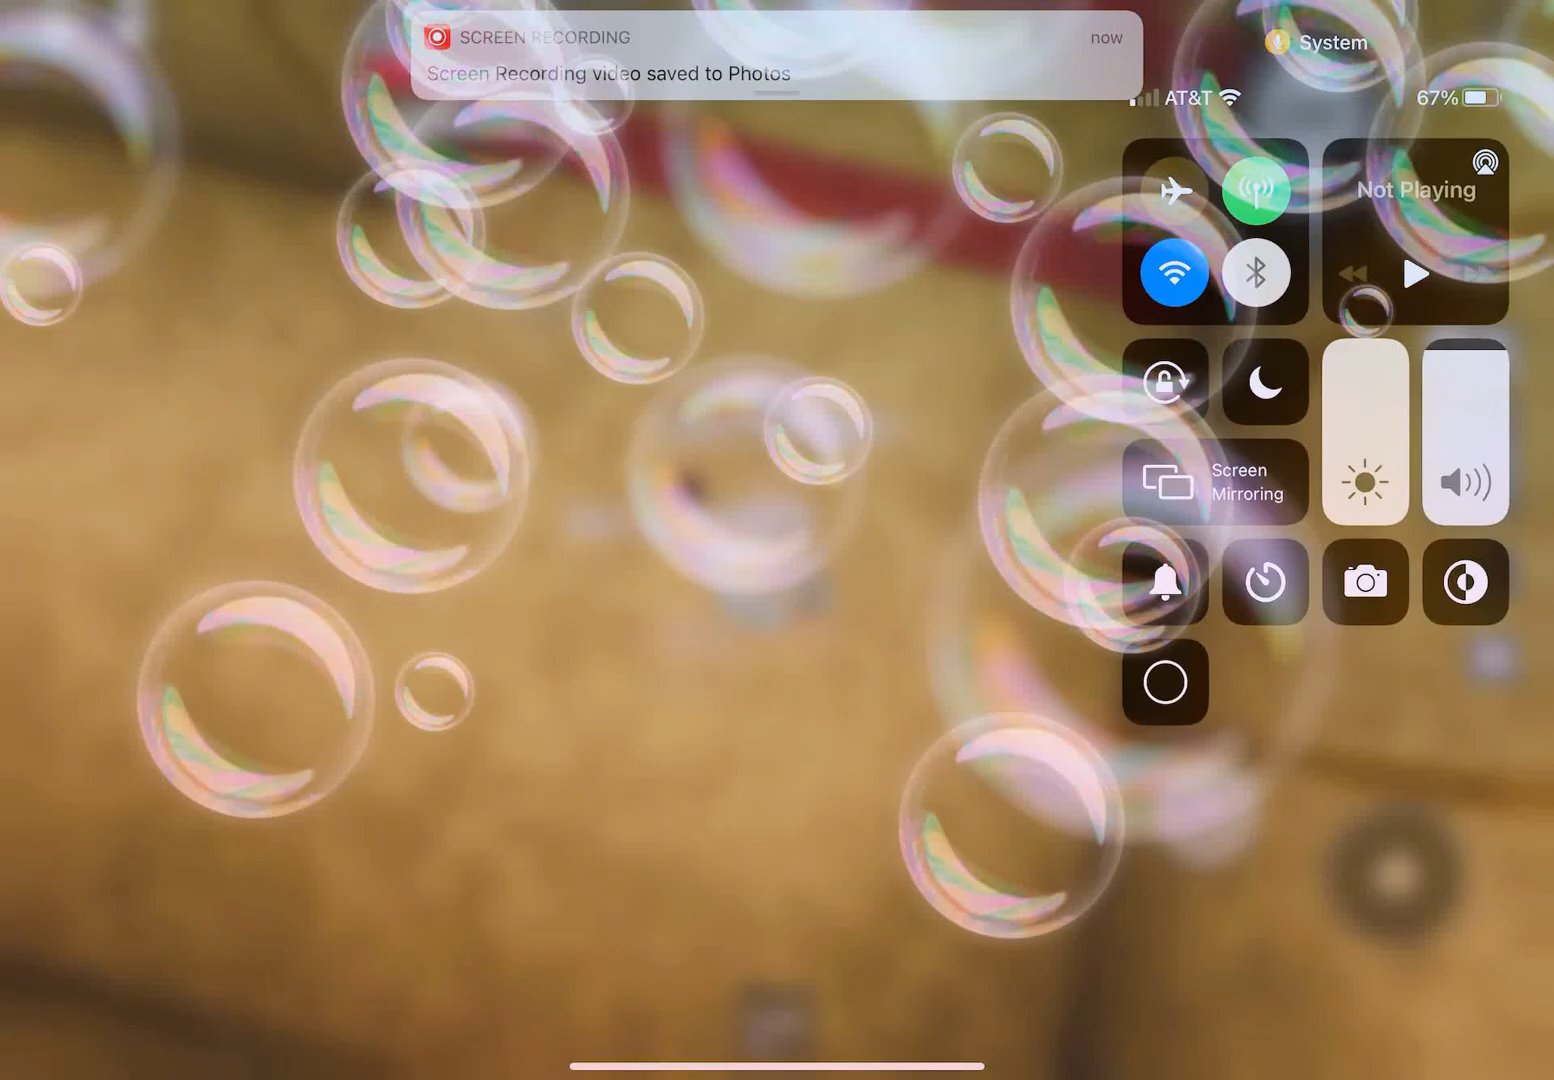 SCREEN RECORDING
now
Screen Recording video saved to Photos
System
AT&T
67%
Not Playing
Screen
Mirroring